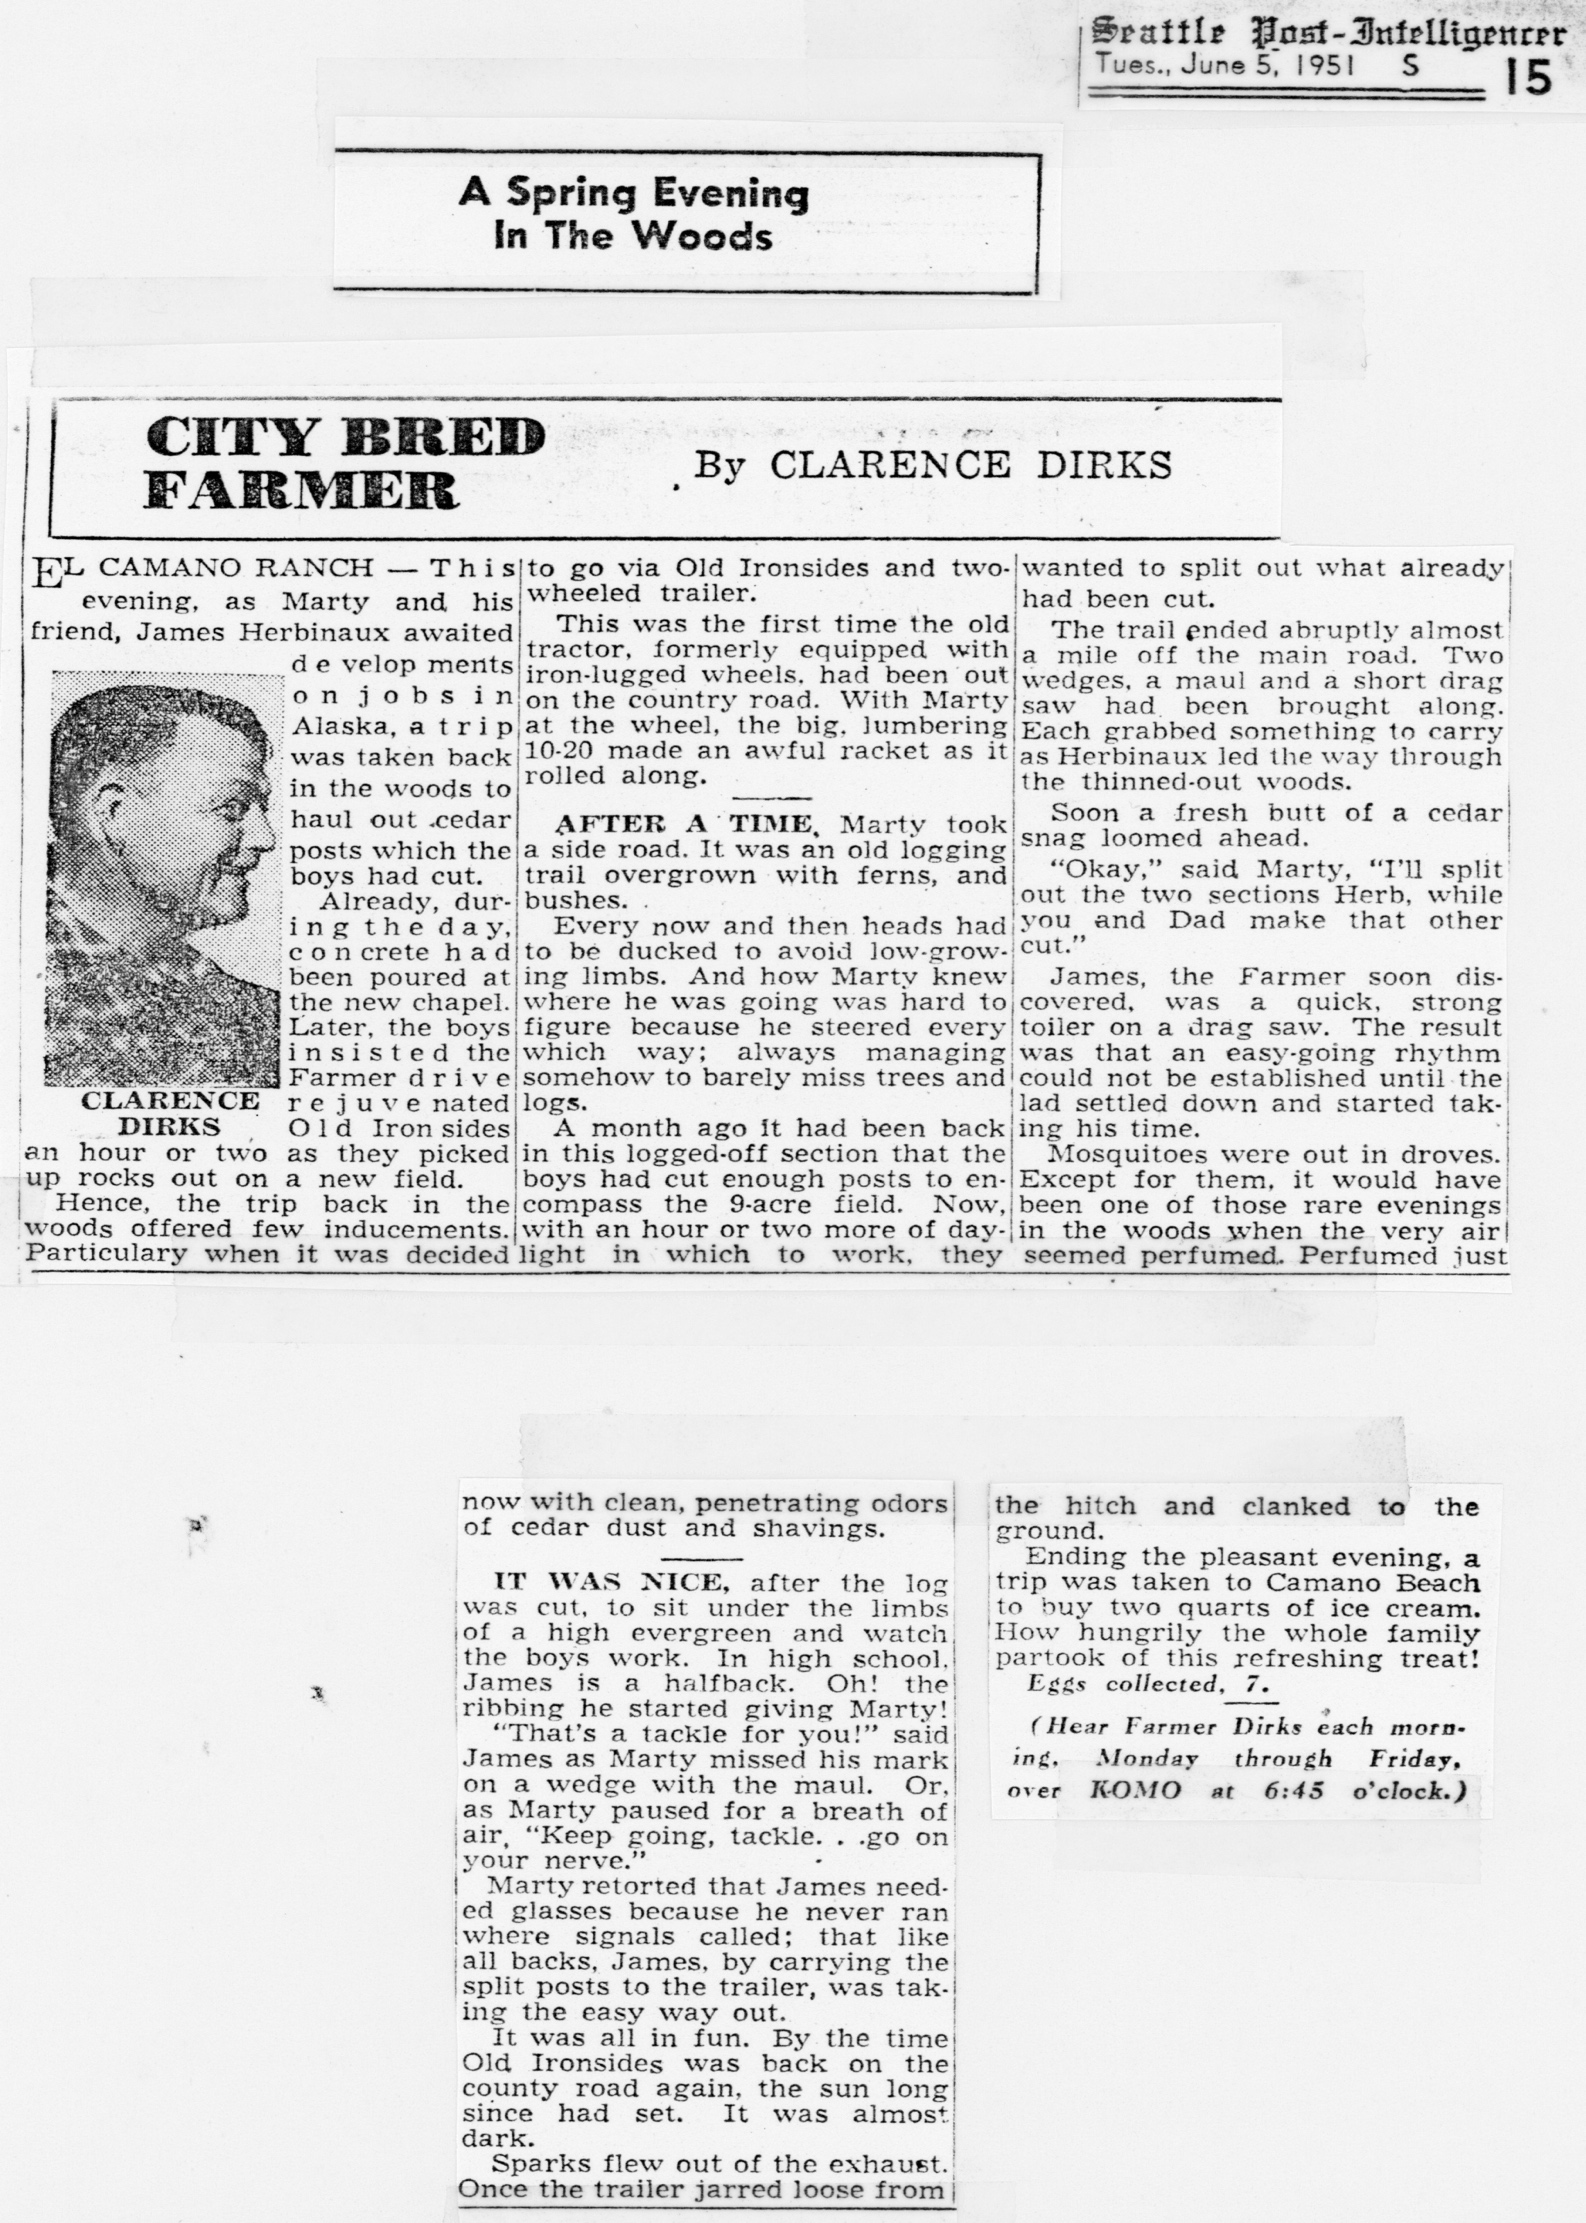 Seattle Post-Intelligencer
Tues., June 5, 1951 S 15
A Spring Evening
In The Woods
CITY BRED
FARMER
By CLARENCE DIRKS
EL CAMANO RANCH — This
evening, as Marty and his
friend, James Herbinaux awaited
de velop ments
on jobs in
Alaska, a trip
was taken back
in the woods to
haul out cedar
posts which the
boys had cut.
Already, dur-
ing the day,
concrete had
been poured at
the new chapel.
Later, the boys
insisted the
Farmer drive
rejuvenated
Old Iron sides
CLARENCE
DIRKS
an hour or two as they picked
up rocks out on a new field.
Hence, the trip back in the
woods offered few inducements.
Particulary when it was decided
to go via Old Ironsides and two-
wheeled trailer.
This was the first time the old
tractor, formerly equipped with
iron-lugged wheels, had been out
on the country road. With Marty
at the wheel, the big, lumbering
10-20 made an awful racket as it
rolled along.
AFTER A TIME, Marty took
a side road. It was an old logging
trail overgrown with ferns, and
bushes.
Every now and then heads had
to be ducked to avoid low-grow-
ing limbs. And how Marty knew
where he was going was hard to
figure because he steered every
which way; always managing
somehow to barely miss trees and
logs.
A month ago it had been back
in this logged-off section that the
boys had cut enough posts to en-
compass the 9-acre field. Now,
with an hour or two more of day-
light in which to work, they
wanted to split out what already
had been cut.
The trail ended abruptly almost
a mile off the main road. Two
wedges, a maul and a short drag
saw had been brought along.
Each grabbed something to carry
as Herbinaux led the way through
the thinned-out woods.
Soon a fresh butt of a cedar
snag loomed ahead.
“Okay,” said Marty, “I’ll split
out the two sections Herb, while
you and Dad make that other
cut.”
James, the Farmer soon dis-
covered, was a quick, strong
toiler on a drag saw. The result
was that an easy-going rhythm
could not be established until the
lad settled down and started tak-
ing his time.
Mosquitoes were out in droves.
Except for them, it would have
been one of those rare evenings
in the woods when the very air
seemed perfumed. Perfumed just
now with clean, penetrating odors
of cedar dust and shavings.
IT WAS NICE, after the log
was cut, to sit under the limbs
of a high evergreen and watch
the boys work. In high school,
James is a halfback. Oh! the
ribbing he started giving Marty!
“That’s a tackle for you!” said
James as Marty missed his mark
on a wedge with the maul. Or,
as Marty paused for a breath of
air, “Keep going, tackle. . .go on
your nerve.”
Marty retorted that James need-
ed glasses because he never ran
where signals called; that like
all backs, James, by carrying the
split posts to the trailer, was tak-
ing the easy way out.
It was all in fun. By the time
Old Ironsides was back on the
county road again, the sun long
since had set. It was almost
dark.
Sparks flew out of the exhaust.
Once the trailer jarred loose from
the hitch and clanked to the
ground.
Ending the pleasant evening, a
trip was taken to Camano Beach
to buy two quarts of ice cream.
How hungrily the whole family
partook of this refreshing treat!
Eggs collected, 7.
(Hear Farmer Dirks each morn-
ing, Monday through Friday,
over KOMO at 6:45 o’clock.)